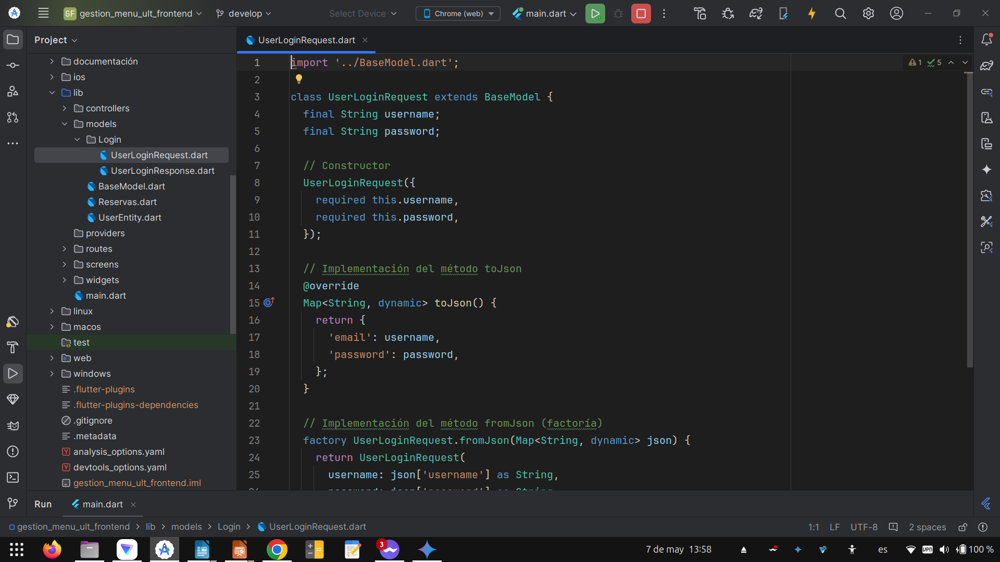 GF gestion_menu_ult_frontend develop Select Device Chrome (web) main.dart
Project
UserLoginRequest.dart
documentación
ios
lib
controllers
models
Login
UserLoginRequest.dart
UserLoginResponse.dart
BaseModel.dart
Reservas.dart
UserEntity.dart
providers
routes
screens
widgets
main.dart
linux
macos
test
web
windows
.flutter-plugins
.flutter-plugins-dependencies
.gitignore
.metadata
analysis_options.yaml
devtools_options.yaml
gestion_menu_ult_frontend.iml
1 import '../BaseModel.dart';
1 5
2
3 class UserLoginRequest extends BaseModel {
4 final String username;
5 final String password;
6
7 // Constructor
8 UserLoginRequest({
9 required this.username,
10 required this.password,
11 });
12
13 // Implementación del método toJson
14 @override
15 Map<String, dynamic> toJson() {
16 return {
17 'email': username,
18 'password': password,
19 };
20 }
21
22 // Implementación del método fromJson (factoría)
23 factory UserLoginRequest.fromJson(Map<String, dynamic> json) {
24 return UserLoginRequest(
25 username: json['username'] as String,
Run main.dart
gestion_menu_ult_frontend > lib > models > Login > UserLoginRequest.dart
1:1 LF UTF-8 2 spaces
3
7 de may 13:58
es
VPN
100 %